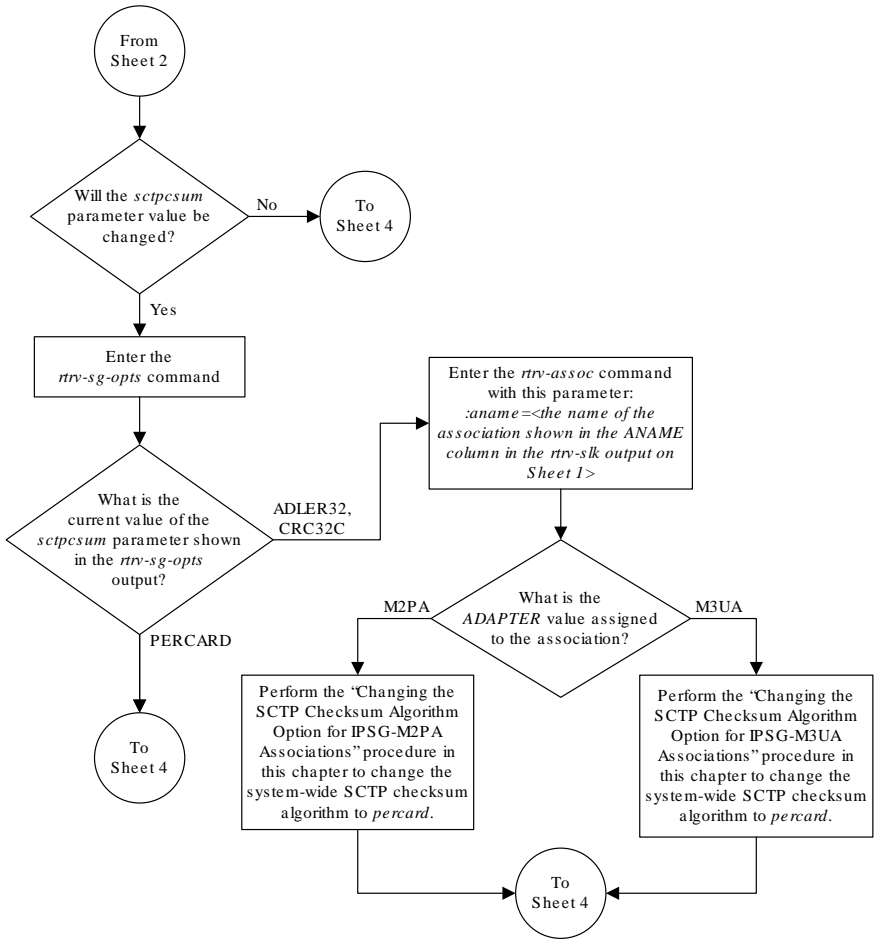 From
Sheet 2
Will the sctpcsum
parameter value be
changed?
No
To
Sheet 4
Yes
Enter the
rtrv-sg-opts command
What is the
current value of the
sctpcsum parameter shown
in the rtrv-sg-opts
output?
ADLER32,
CRC32C
PERCARD
To
Sheet 4
Enter the rtrv-assoc command
with this parameter:
:aname=<the name of the
association shown in the ANAME
column in the rtrv-slk output on
Sheet 1>
What is the
ADAPTER value assigned
to the association?
M2PA
M3UA
Perform the “Changing the
SCTP Checksum Algorithm
Option for IPSG-M2PA
Associations” procedure in
this chapter to change the
system-wide SCTP checksum
algorithm to percard.
Perform the “Changing the
SCTP Checksum Algorithm
Option for IPSG-M3UA
Associations” procedure in
this chapter to change the
system-wide SCTP checksum
algorithm to percard.
To
Sheet 4